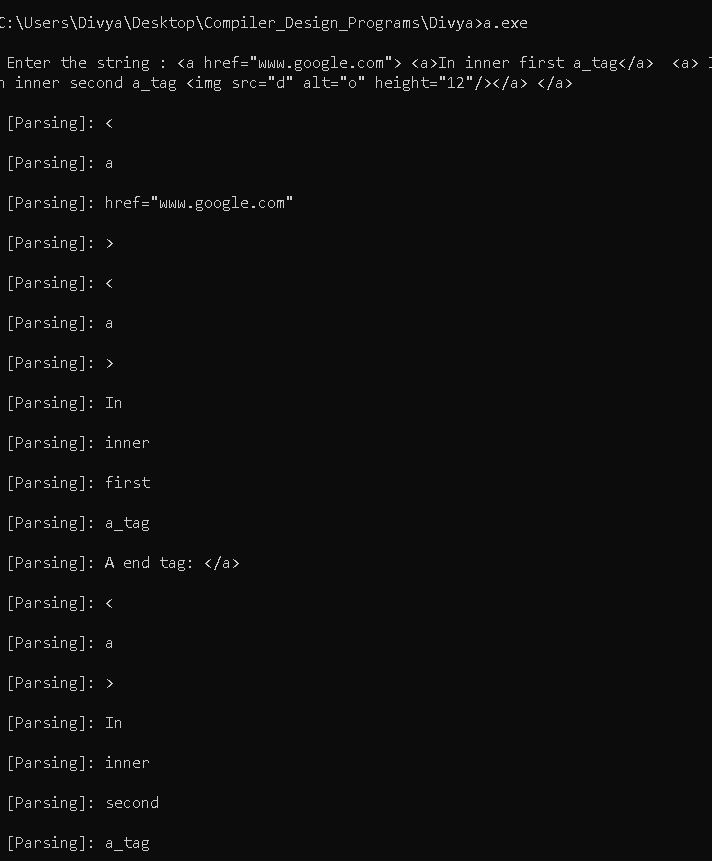 C:\Users\Divya\Desktop\Compiler_Design_Programs\Divya>a.exe
Enter the string : <a href="www.google.com"> <a>In inner first a_tag</a>  <a> I
n inner second a_tag <img src="d" alt="o" height="12"/></a> </a>
[Parsing]: <
[Parsing]: a
[Parsing]: href="www.google.com"
[Parsing]: >
[Parsing]: <
[Parsing]: a
[Parsing]: >
[Parsing]: In
[Parsing]: inner
[Parsing]: first
[Parsing]: a_tag
[Parsing]: A end tag: </a>
[Parsing]: <
[Parsing]: a
[Parsing]: >
[Parsing]: In
[Parsing]: inner
[Parsing]: second
[Parsing]: a_tag